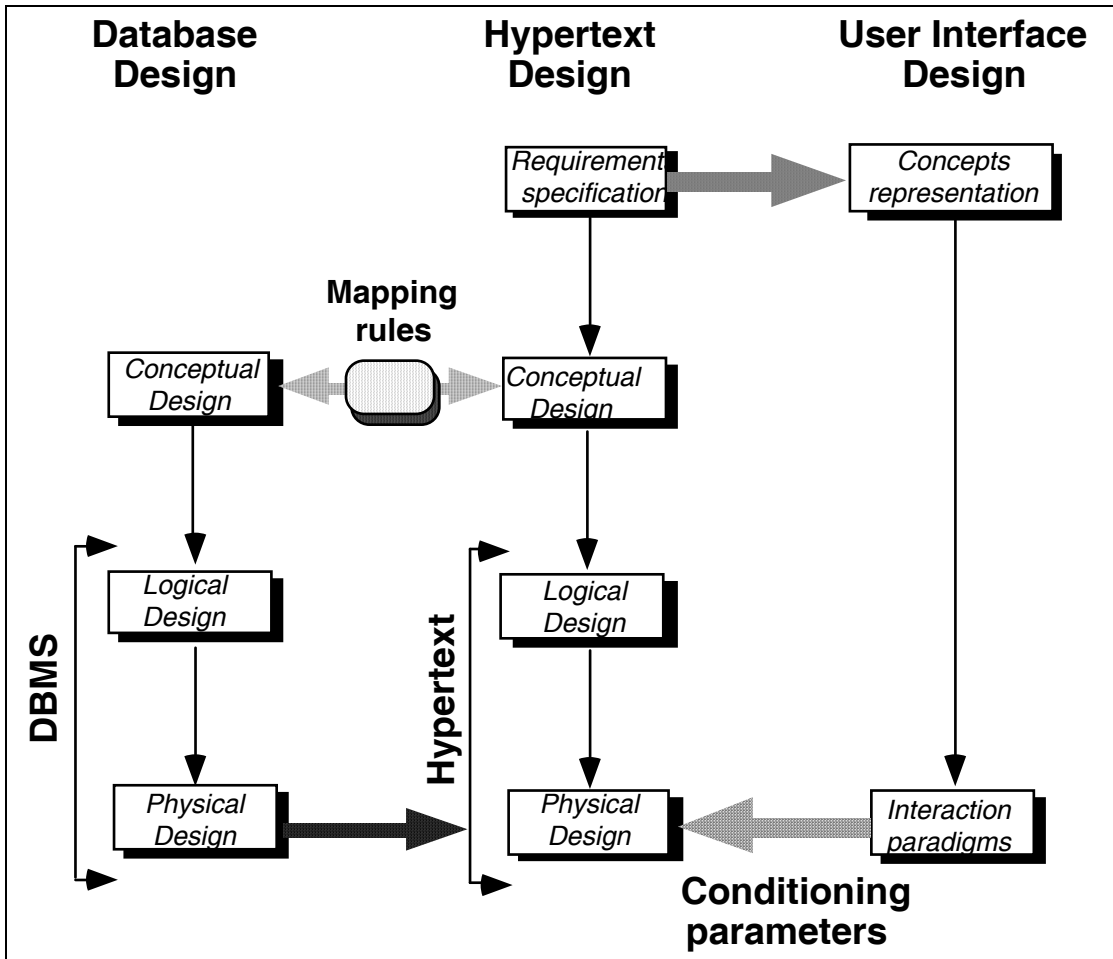 Database
Design
Hypertext
Design
User Interface
Design
Requirements
specification
Concepts
representation
Mapping
rules
Conceptual
Design
Conceptual
Design
DBMS
Logical
Design
Hypertext
Logical
Design
Physical
Design
Physical
Design
Interaction
paradigms
Conditioning
parameters